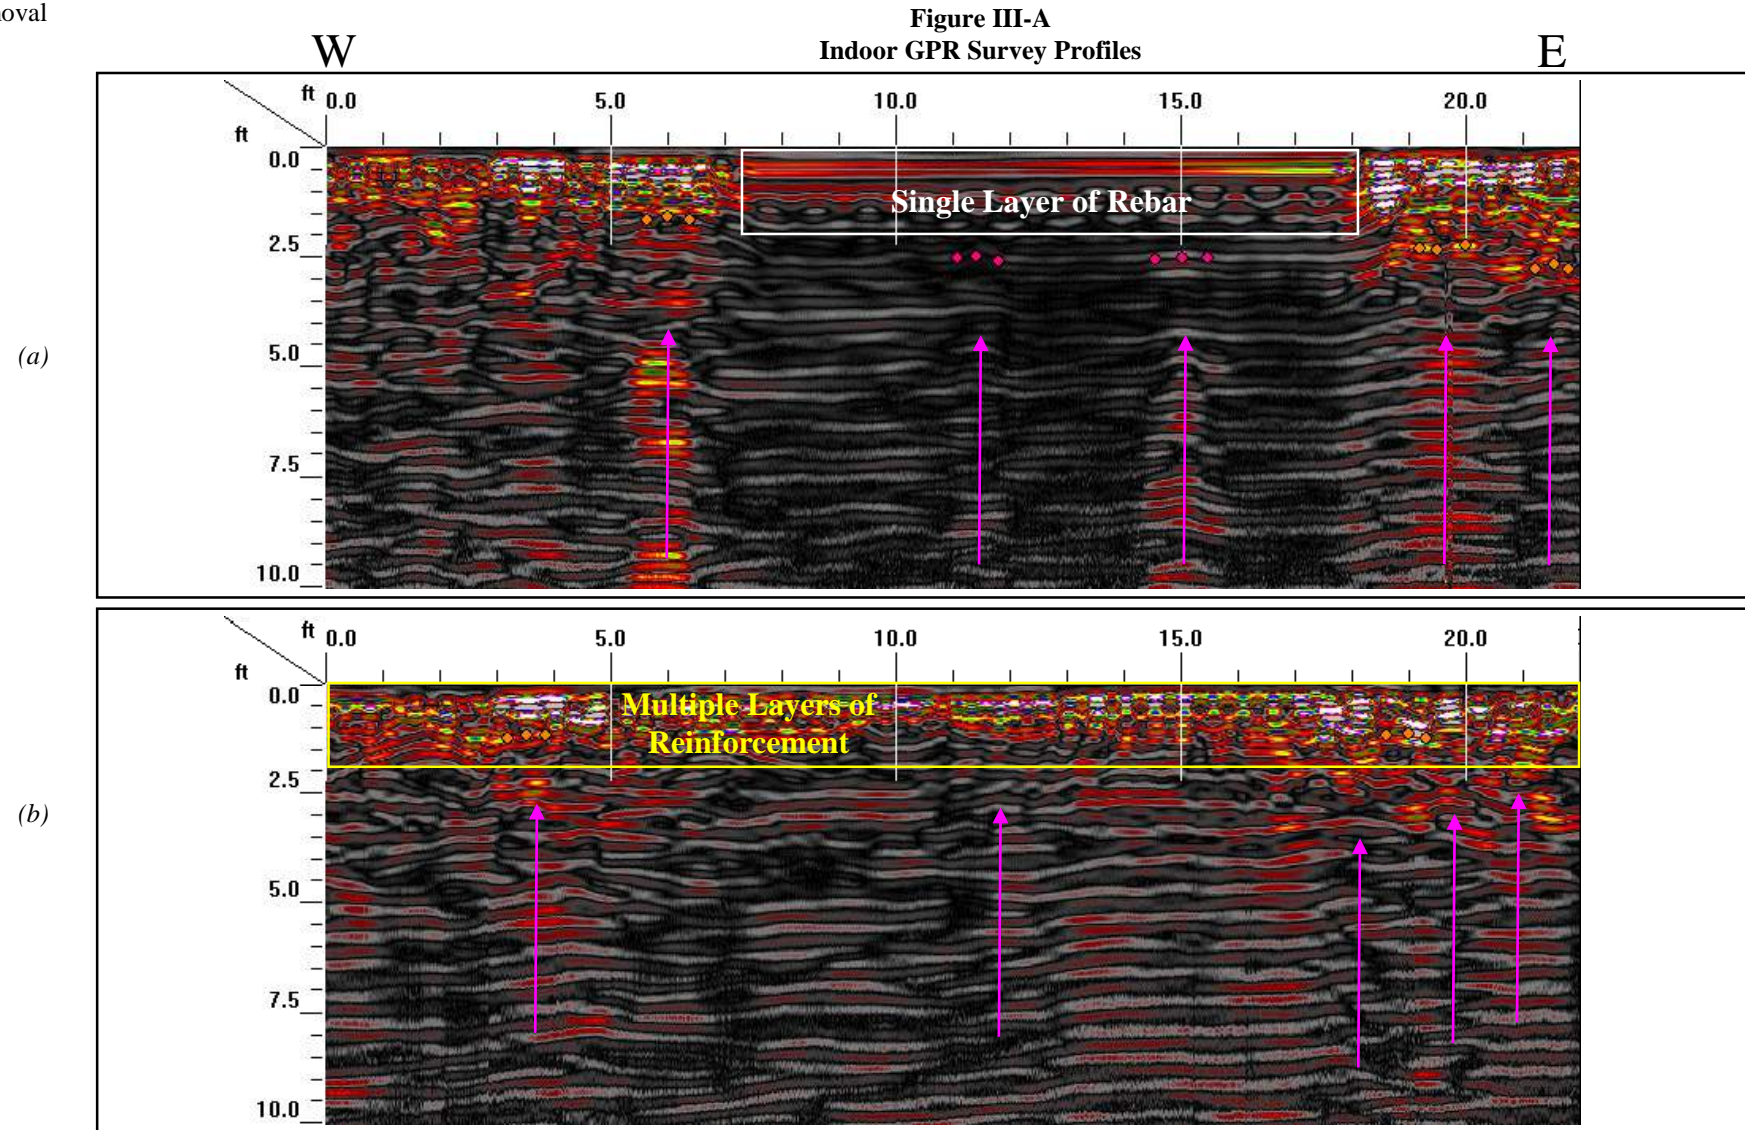 Figure III-A
Indoor GPR Survey Profiles
W E
ft 0.0 5.0 10.0 15.0 20.0
ft
0.0
Single Layer of Rebar
2.5
(a)
5.0
7.5
10.0
ft 0.0 5.0 10.0 15.0 20.0
ft
0.0
Multiple Layers of
Reinforcement
2.5
(b)
5.0
7.5
10.0